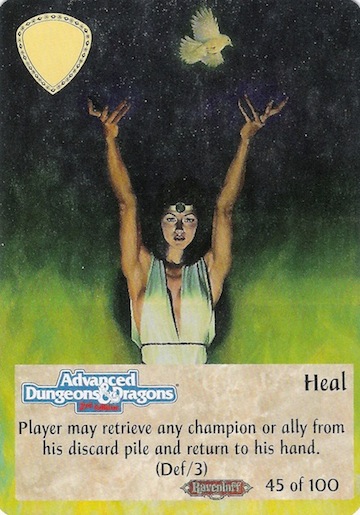 Advanced
Dungeons & Dragons
2nd Edition
Heal
Player may retrieve any champion or ally from
his discard pile and return to his hand.
(Def/3)
Ravenloft
45 of 100